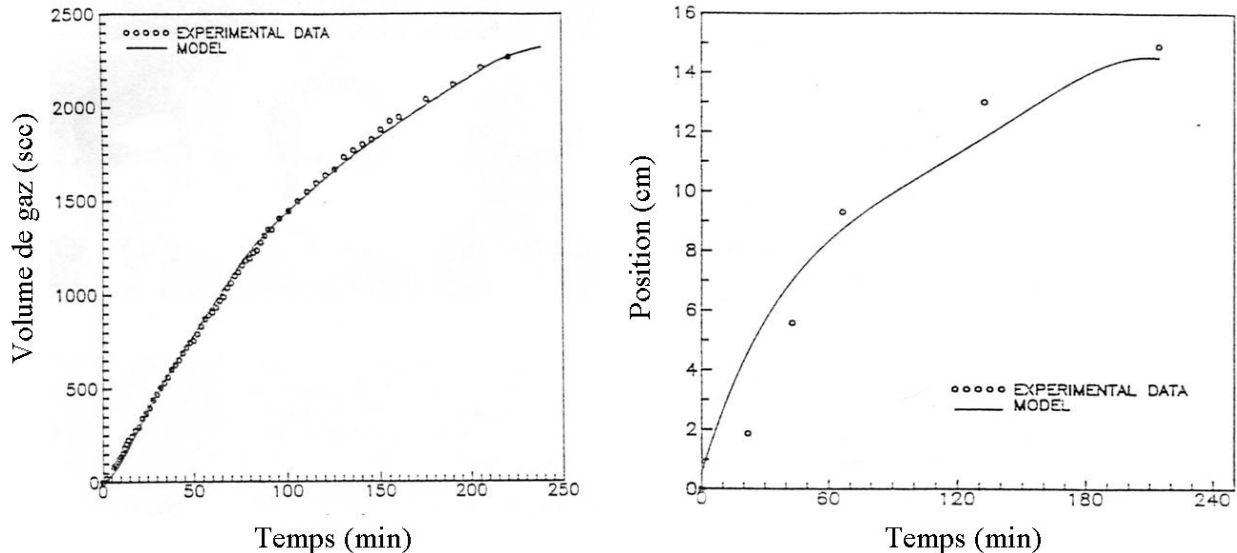 2500
ooooo EXPERIMENTAL DATA
— MODEL
2000
1500
1000
500
0
0 50 100 150 200 250
Volume de gaz (scc)
Temps (min)
16
14
12
10
8
6
4
2
0
0 60 120 180 240
ooooo EXPERIMENTAL DATA
— MODEL
Position (cm)
Temps (min)